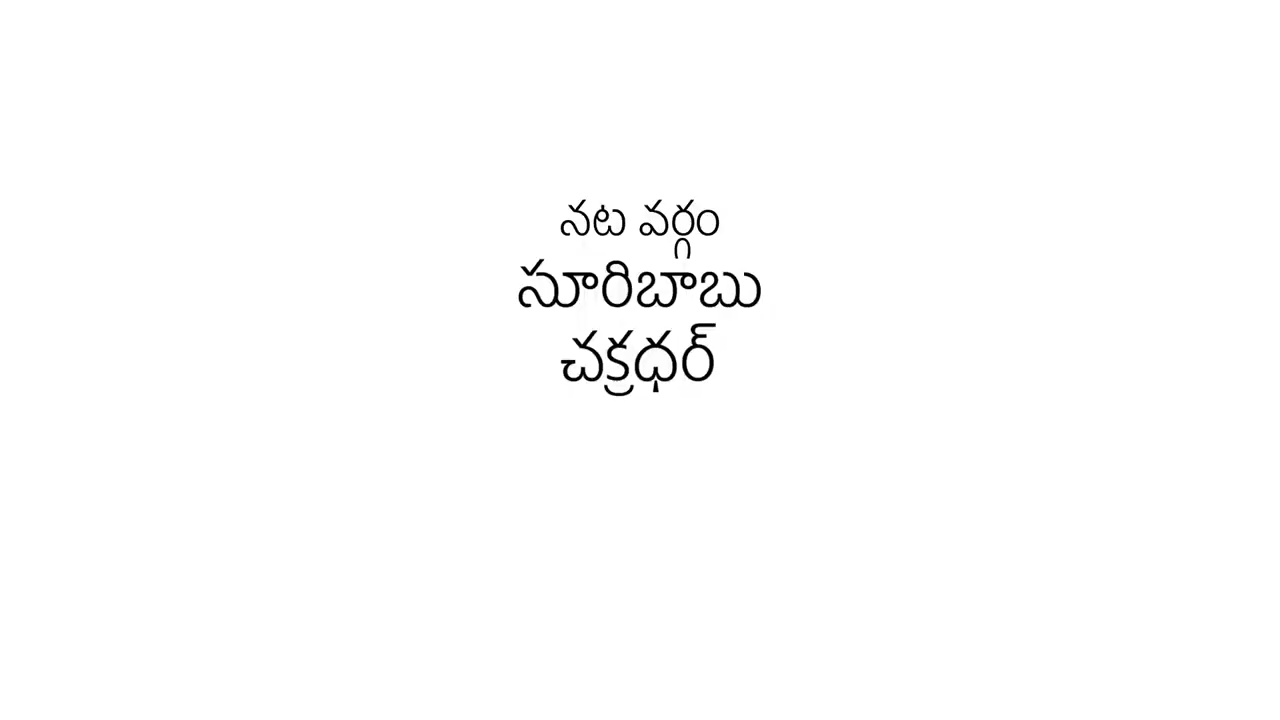 నట వర్గం
సూరిబాబు
చక్రధర్